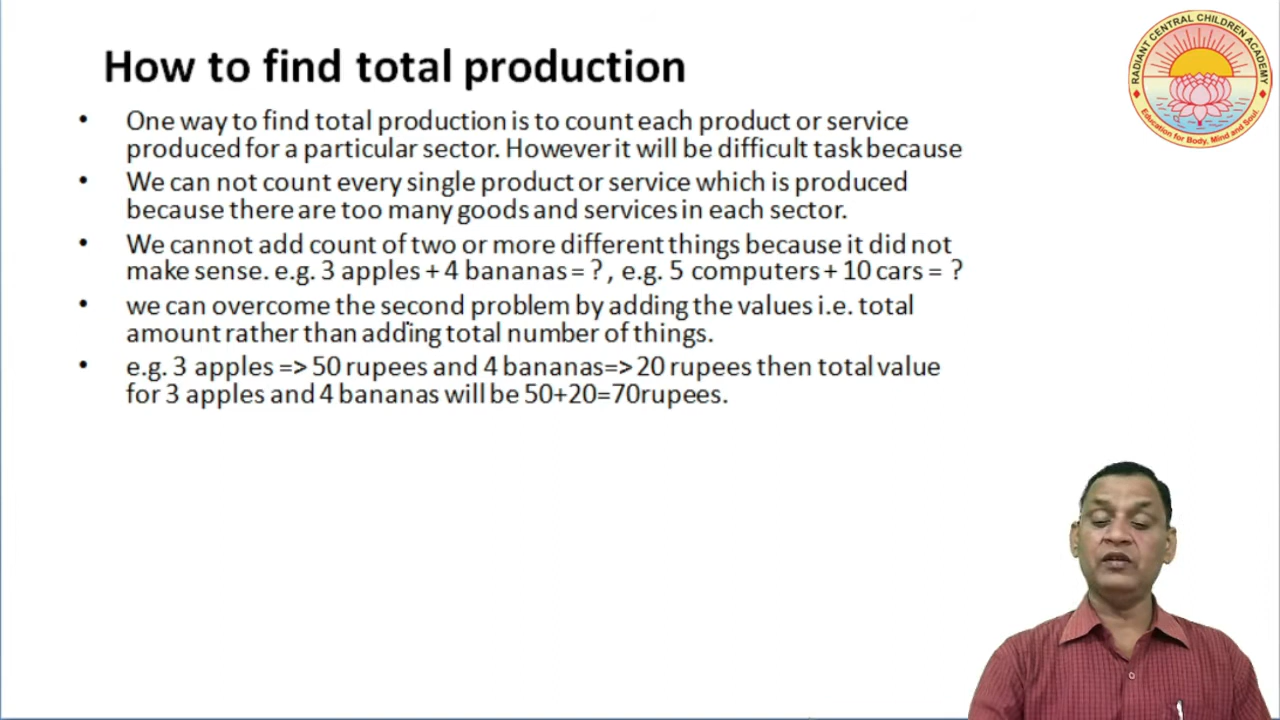 How to find total production
• One way to find total production is to count each product or service
produced for a particular sector. However it will be difficult task because
• We can not count every single product or service which is produced
because there are too many goods and services in each sector.
• We cannot add count of two or more different things because it did not
make sense. e.g. 3 apples + 4 bananas = ? , e.g. 5 computers + 10 cars = ?
• we can overcome the second problem by adding the values i.e. total
amount rather than adding total number of things.
• e.g. 3 apples => 50 rupees and 4 bananas=> 20 rupees then total value
for 3 apples and 4 bananas will be 50+20=70rupees.
RADIANT CENTRAL CHILDREN ACADEMY
Education for Body, Mind and Soul